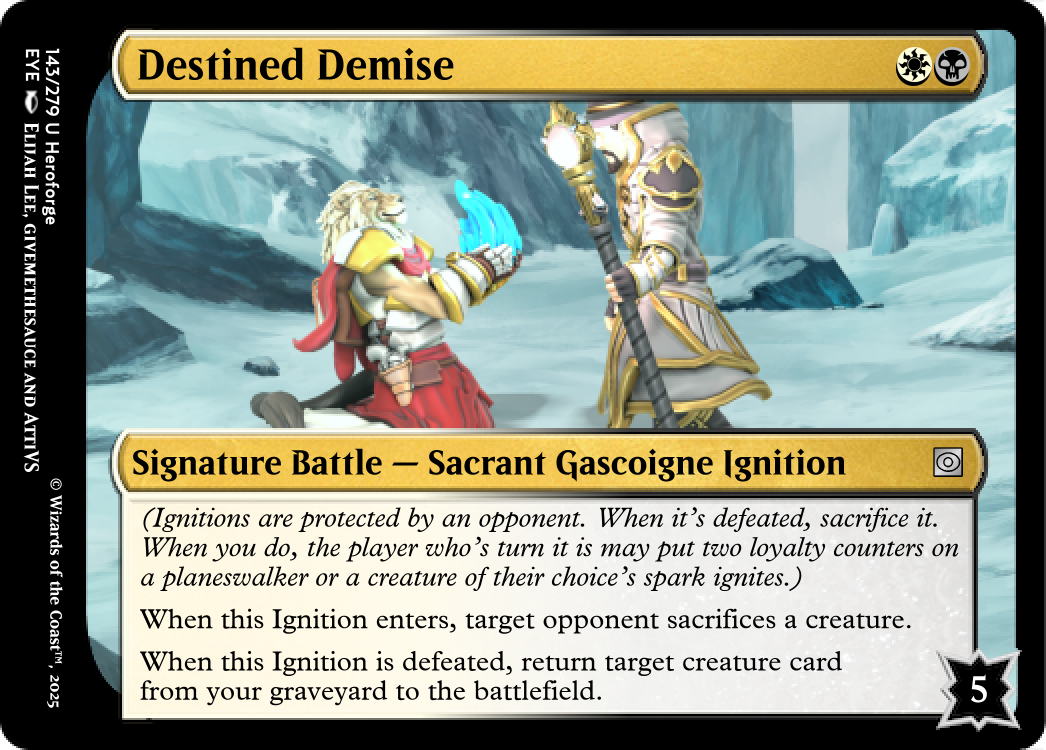 Destined Demise
Signature Battle — Sacrant Gascoigne Ignition
(Ignitions are protected by an opponent. When it's defeated, sacrifice it.
When you do, the player who's turn it is may put two loyalty counters on
a planeswalker or a creature of their choice's spark ignites.)
When this Ignition enters, target opponent sacrifices a creature.
When this Ignition is defeated, return target creature card
from your graveyard to the battlefield.
5
143/279 U Heroforge
EYE Elijah Lee, givemethesauce and AttiVS
© Wizards of the Coast™, 2025